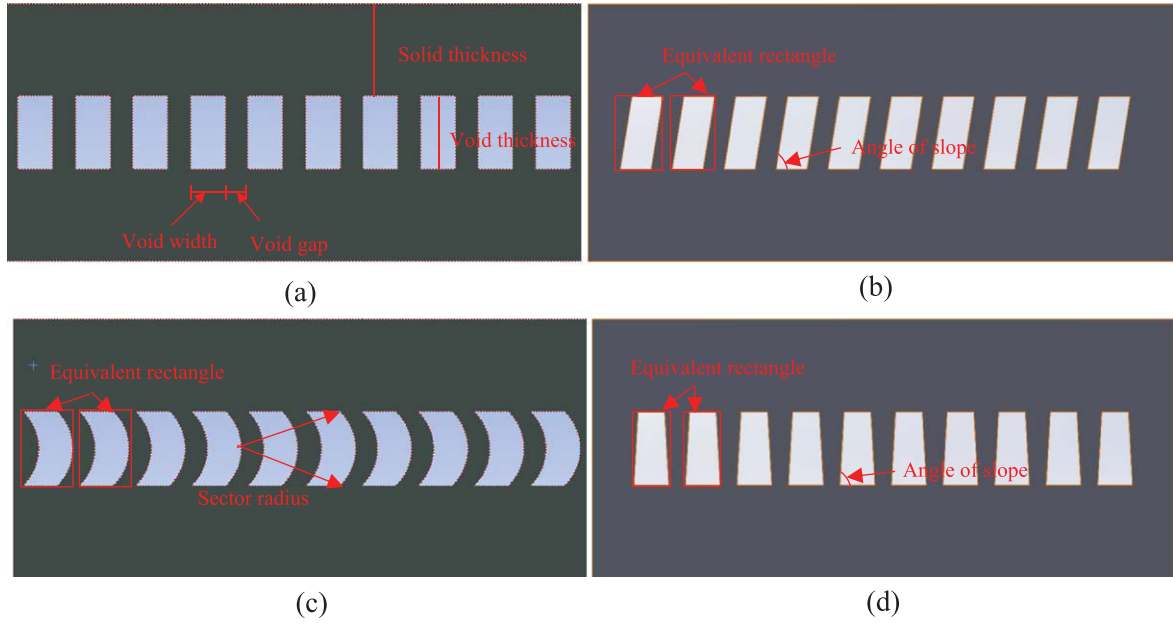 Solid thickness
Void thickness
Void width
Void gap
(a)
Equivalent rectangle
Angle of slope
(b)
Equivalent rectangle
Sector radius
(c)
Equivalent rectangle
Angle of slope
(d)